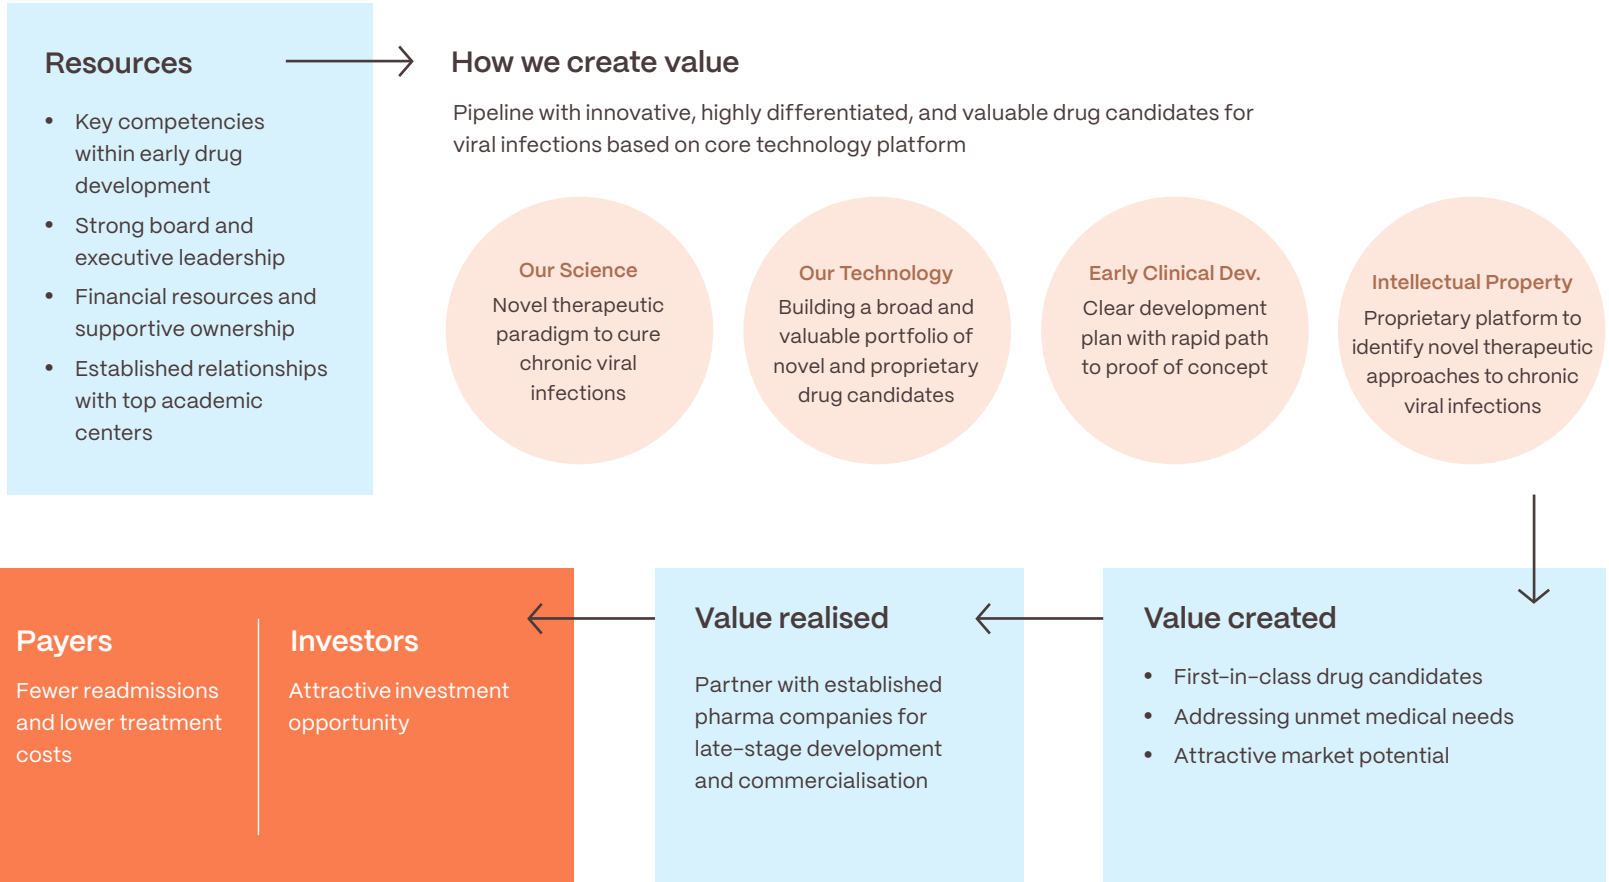 Resources
• Key competencies
within early drug
development
• Strong board and
executive leadership
• Financial resources and
supportive ownership
• Established relationships
with top academic
centers
How we create value
Pipeline with innovative, highly differentiated, and valuable drug candidates for
viral infections based on core technology platform
Our Science
Novel therapeutic
paradigm to cure
chronic viral
infections
Our Technology
Building a broad and
valuable portfolio of
novel and proprietary
drug candidates
Early Clinical Dev.
Clear development
plan with rapid path
to proof of concept
Intellectual Property
Proprietary platform to
identify novel therapeutic
approaches to chronic
viral infections
Value created
• First-in-class drug candidates
• Addressing unmet medical needs
• Attractive market potential
Value realised
Partner with established
pharma companies for
late-stage development
and commercialisation
Payers
Fewer readmissions
and lower treatment
costs
Investors
Attractive investment
opportunity